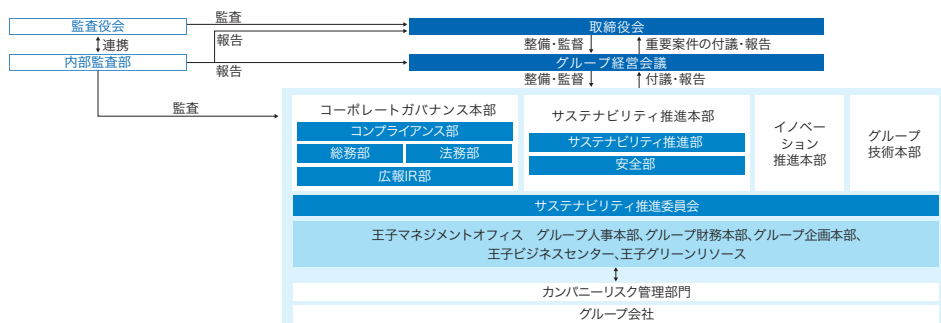 監査役会
監査
取締役会
連携
報告
整備・監督
重要案件の付議・報告
内部監査部
報告
グループ経営会議
整備・監督
付議・報告
監査
コーポレートガバナンス本部
コンプライアンス部
総務部
法務部
広報IR部
サステナビリティ推進本部
サステナビリティ推進部
安全部
イノベー
ション
推進本部
グループ
技術本部
サステナビリティ推進委員会
王子マネジメントオフィス　グループ人事本部、グループ財務本部、グループ企画本部、
王子ビジネスセンター、王子グリーンリソース
カンパニーリスク管理部門
グループ会社